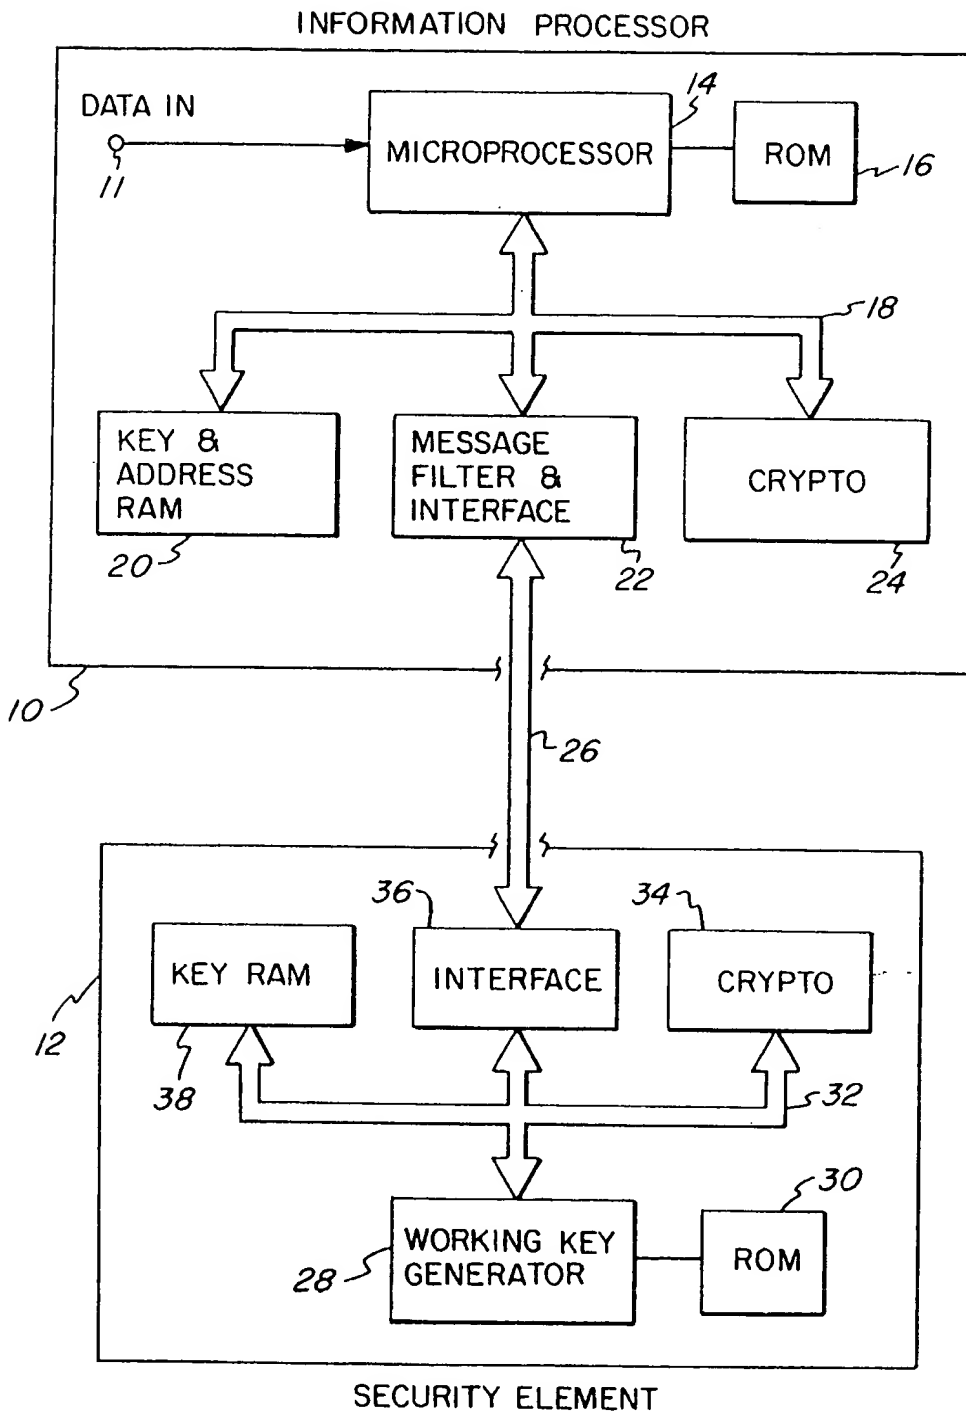 INFORMATION PROCESSOR
DATA IN
11
MICROPROCESSOR
14
ROM
16
18
KEY &
ADDRESS
RAM
20
MESSAGE
FILTER &
INTERFACE
22
CRYPTO
24
10
26
12
KEY RAM
38
36
INTERFACE
34
CRYPTO
32
WORKING KEY
GENERATOR
28
30
ROM
SECURITY ELEMENT